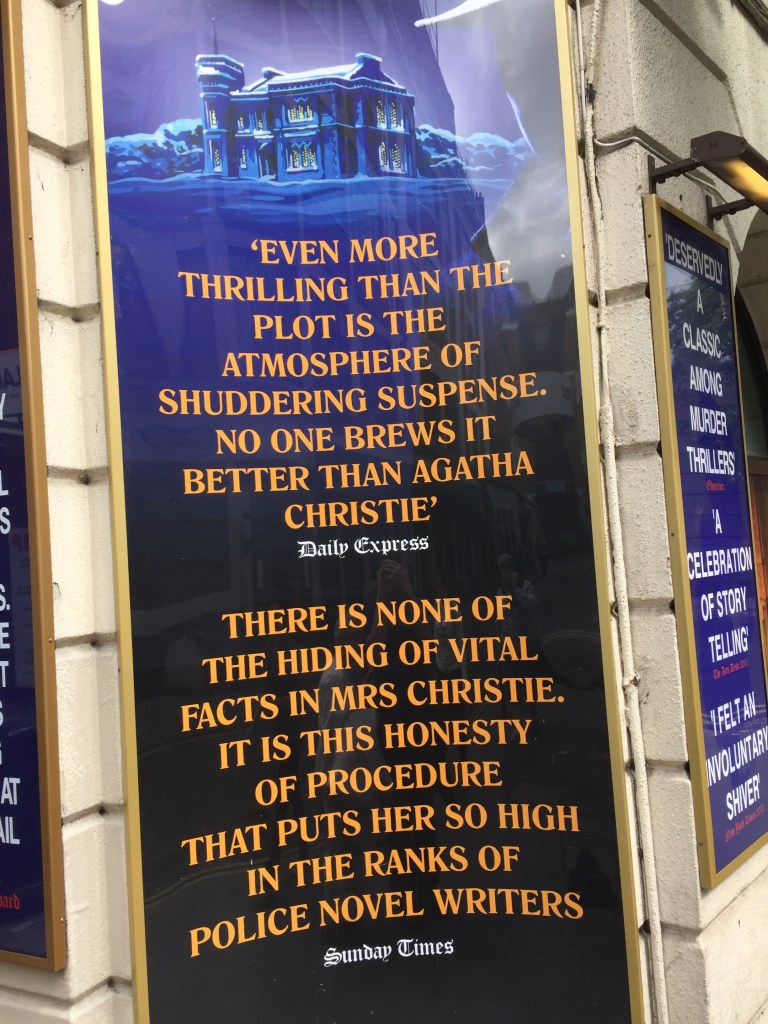 'EVEN MORE
THRILLING THAN THE
PLOT IS THE
ATMOSPHERE OF
SHUDDERING SUSPENSE.
NO ONE BREWS IT
BETTER THAN AGATHA
CHRISTIE'
Daily Express
THERE IS NONE OF
THE HIDING OF VITAL
FACTS IN MRS CHRISTIE.
IT IS THIS HONESTY
OF PROCEDURE
THAT PUTS HER SO HIGH
IN THE RANKS OF
POLICE NOVEL WRITERS
Sunday Times
'DESERVEDLY
A
CLASSIC
AMONG
MURDER
THRILLERS'
'A
CELEBRATION
OF STORY
TELLING'
'I FELT AN
INVOLUNTARY
SHIVER'
AT